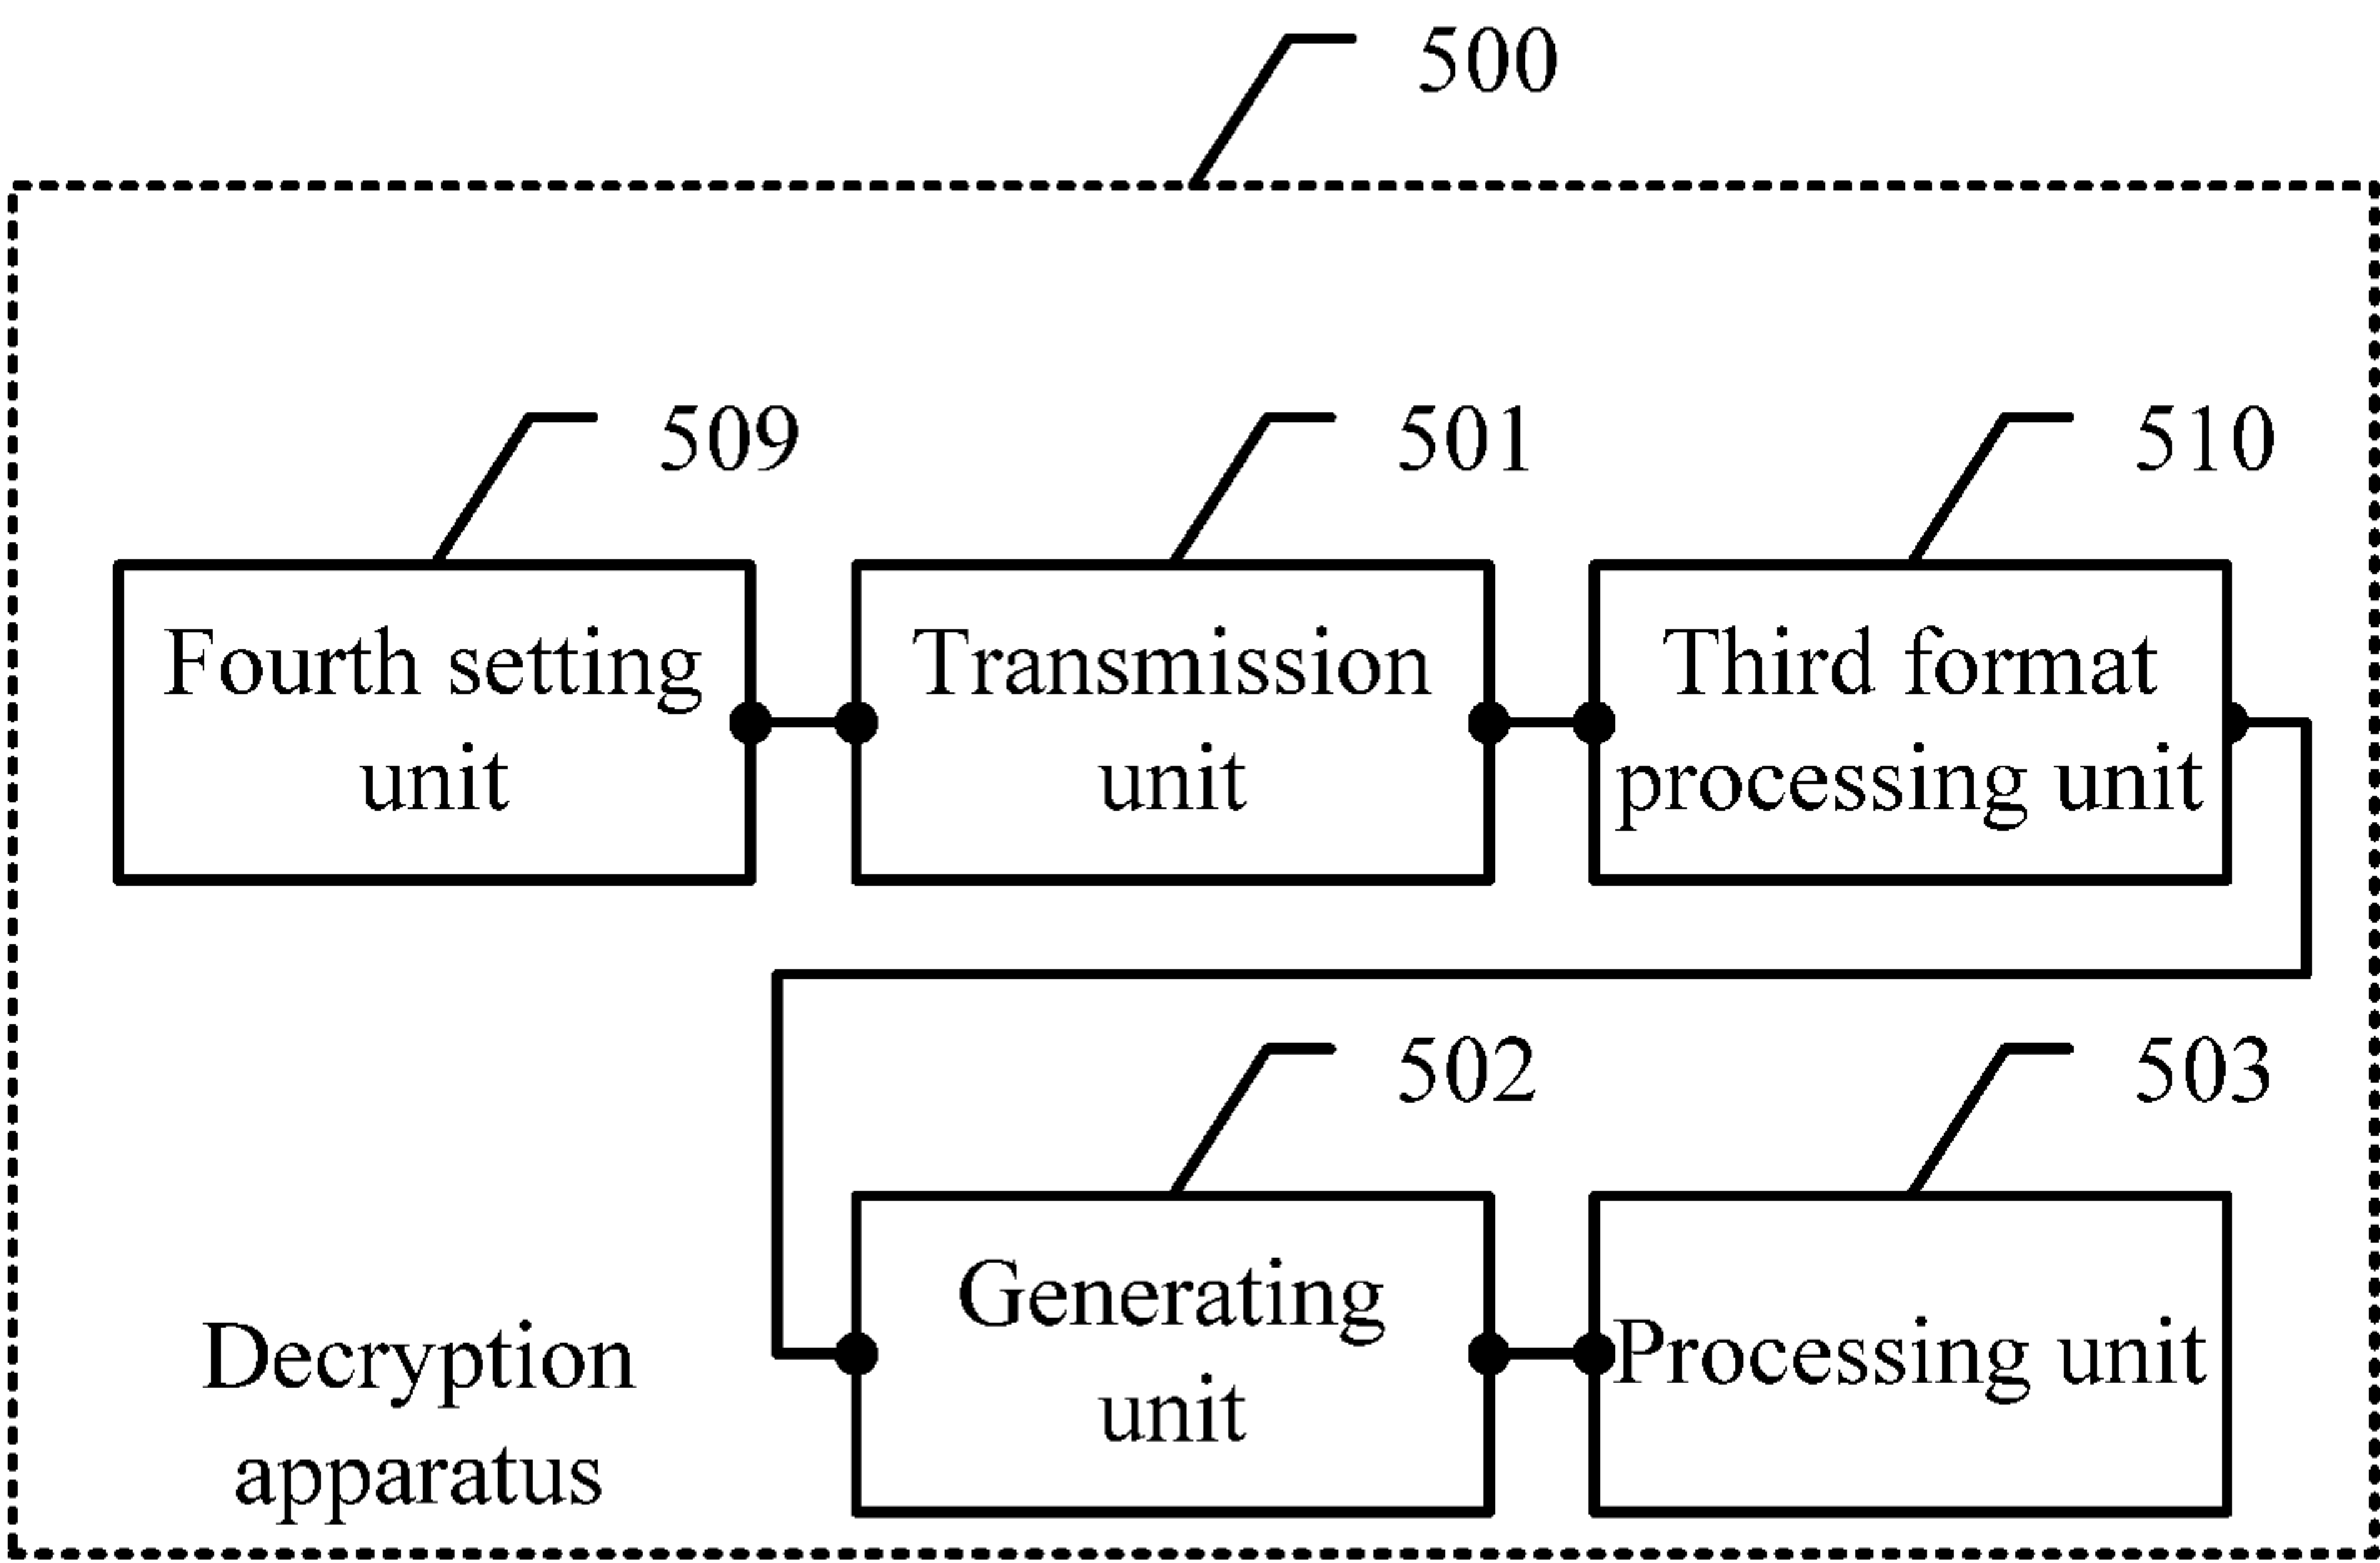 500
509
501
510
Fourth setting
unit
Transmission
unit
Third format
processing unit
502
503
Generating
unit
Processing unit
Decryption
apparatus